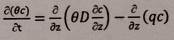 ∂(θc)/∂t = ∂/∂z (θD ∂c/∂z) − ∂/∂z (qc)